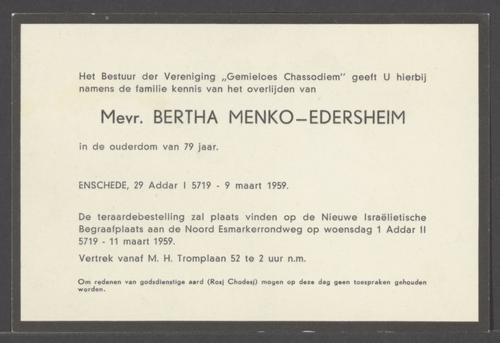 Het Bestuur der Vereniging „Gemieloes Chassodiem" geeft U hierbij
namens de familie kennis van het overlijden van
Mevr. BERTHA MENKO–EDERSHEIM
in de ouderdom van 79 jaar.
ENSCHEDE, 29 Addar I 5719 - 9 maart 1959.
De teraardebestelling zal plaats vinden op de Nieuwe Israëlietische
Begraafplaats aan de Noord Esmarkerrondweg op woensdag 1 Addar II
5719 - 11 maart 1959.
Vertrek vanaf M. H. Tromplaan 52 te 2 uur n.m.
Om redenen van godsdienstige aard (Rosj Chodesj) mogen op deze dag geen toespraken gehouden
worden.